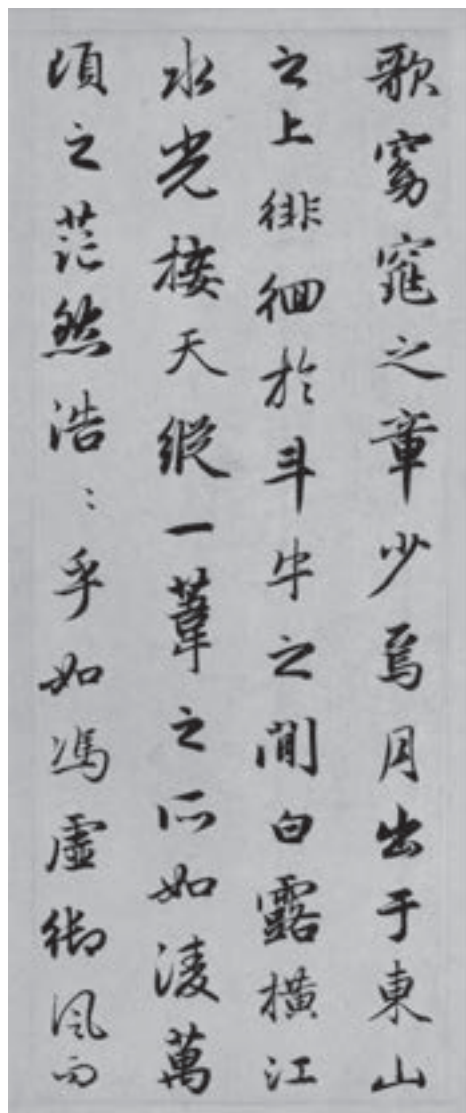 歌窈窕之章少焉月出于東山
之上徘徊於斗牛之間白露橫江
水光接天縱一葦之所如凌萬
頃之茫然浩〻乎如馮虛御風而